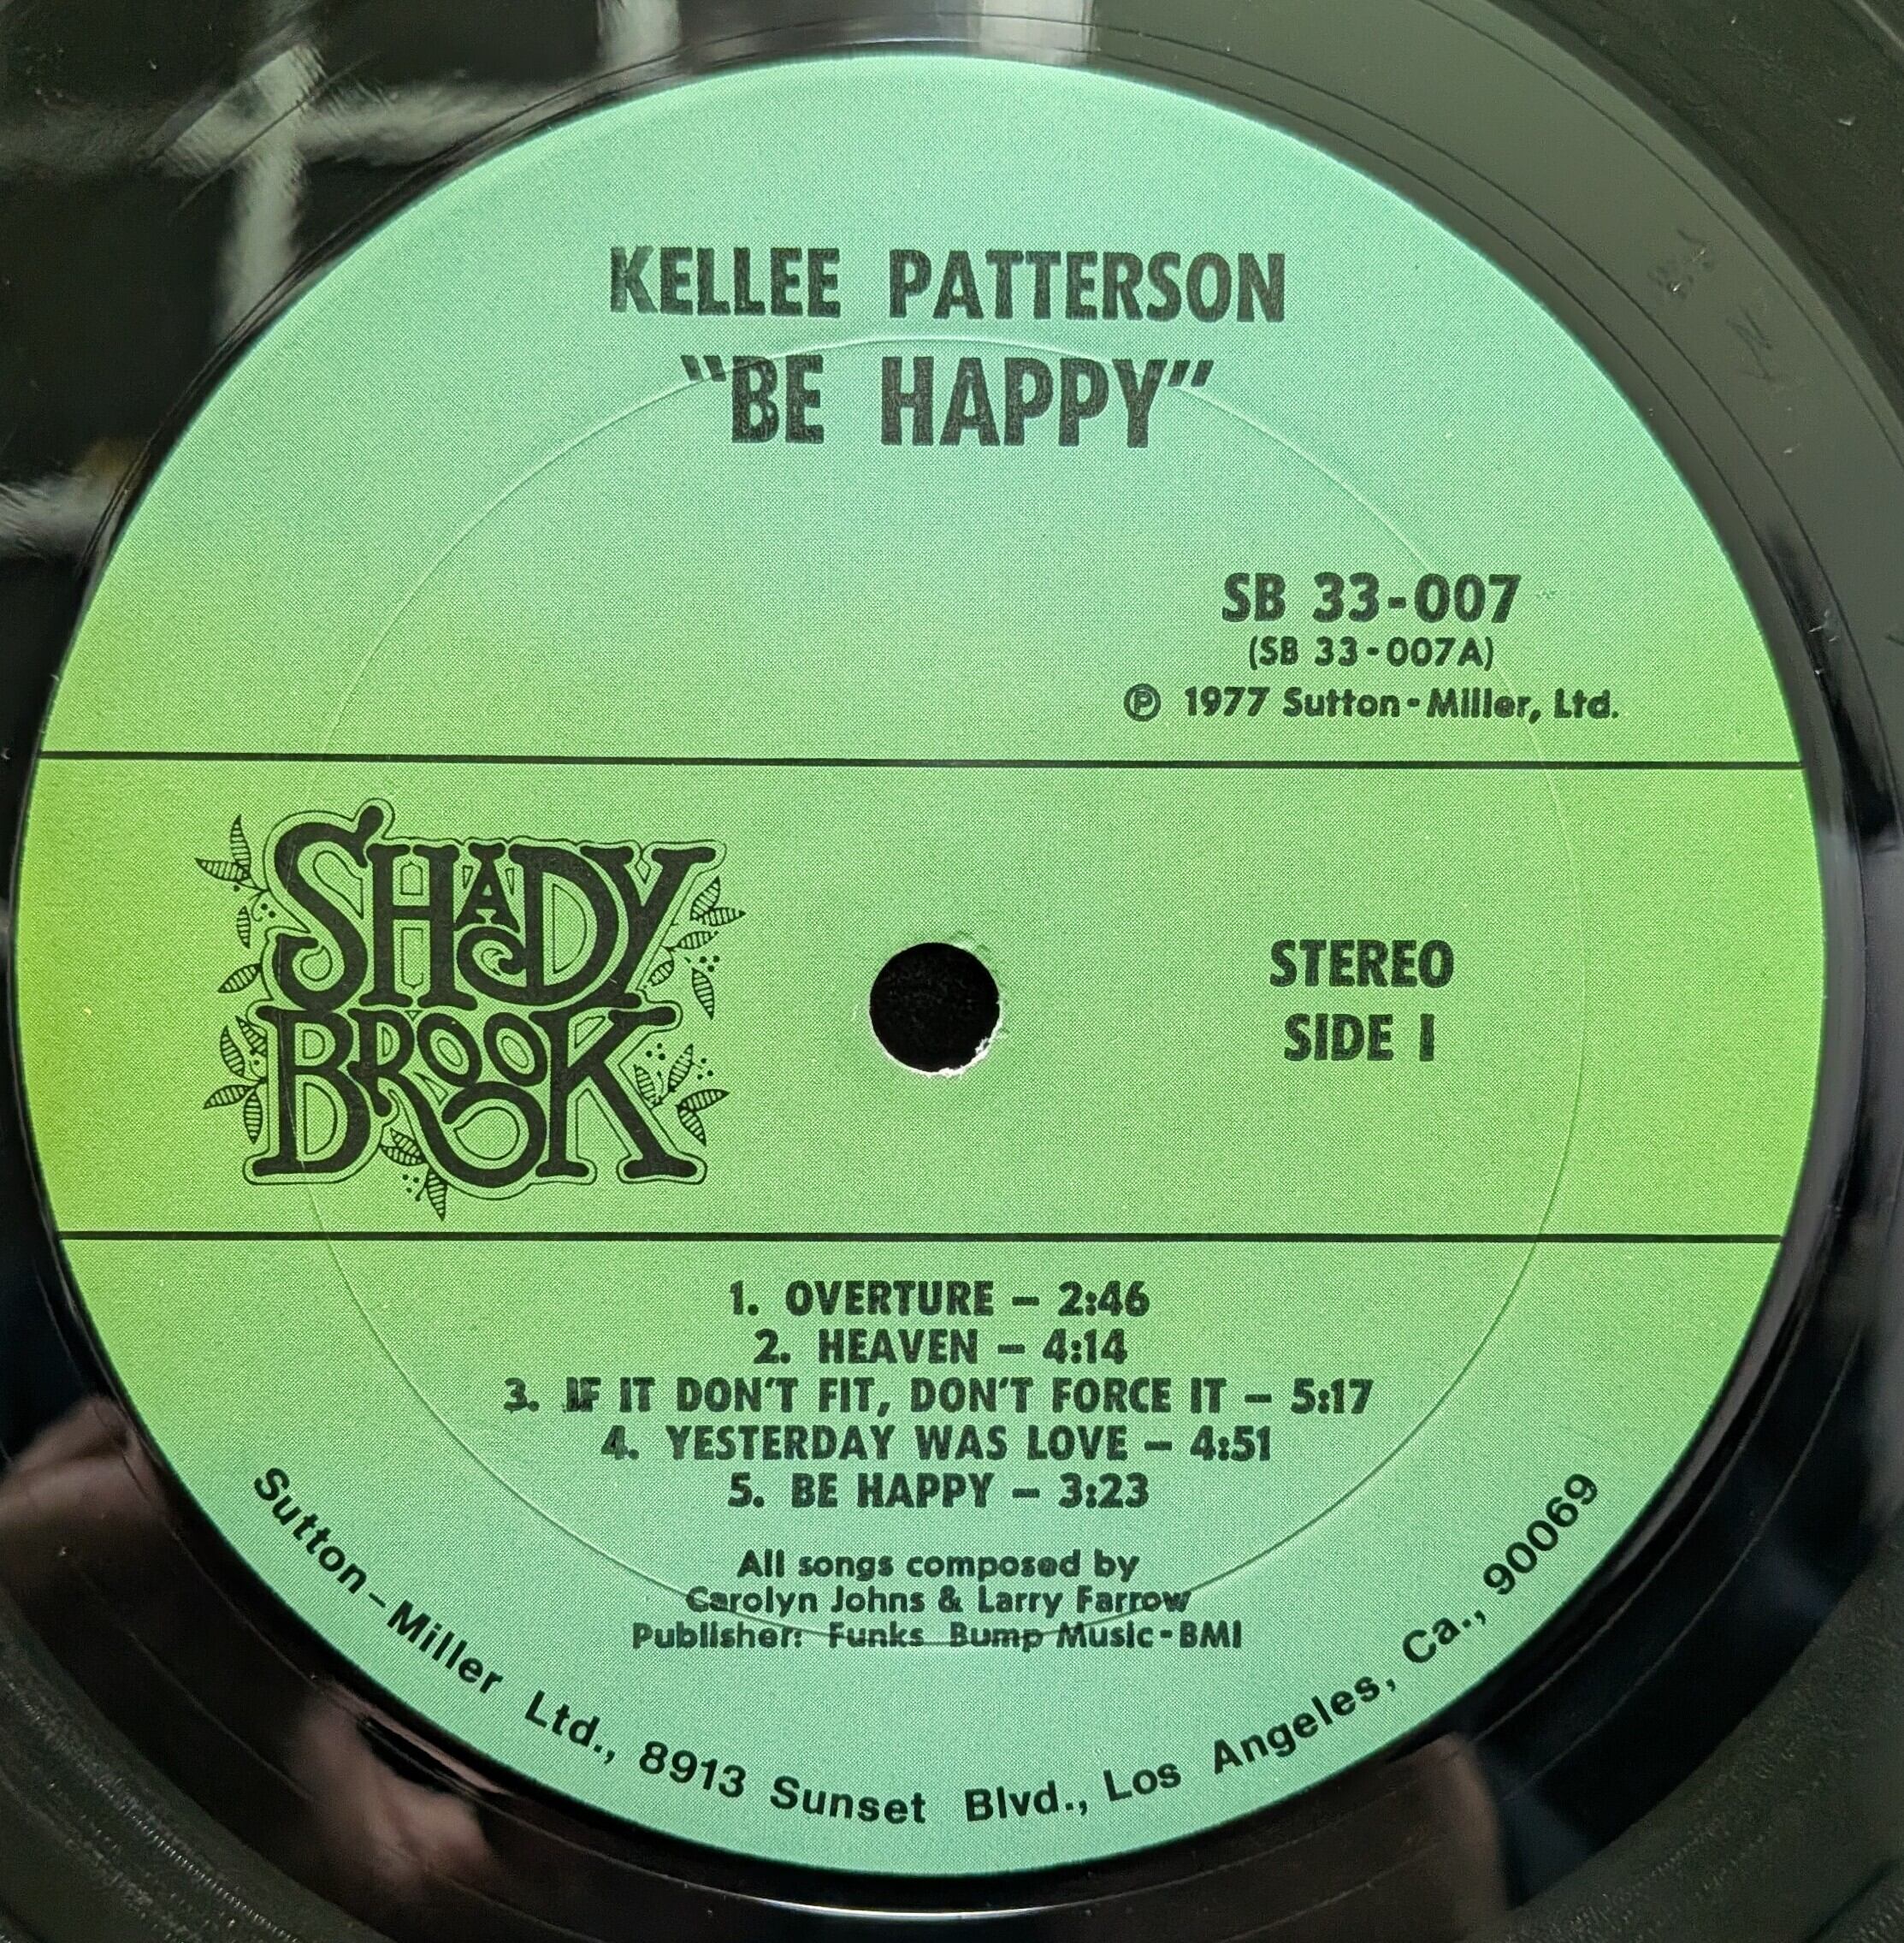 KELLEE PATTERSON
"BE HAPPY"
SB 33-007
(SB 33-007A)
Ⓟ 1977 Sutton-Miller, Ltd.
SHADY
BROOK
STEREO
SIDE I
1. OVERTURE – 2:46
2. HEAVEN – 4:14
3. IF IT DON'T FIT, DON'T FORCE IT – 5:17
4. YESTERDAY WAS LOVE – 4:51
5. BE HAPPY – 3:23
All songs composed by
Carolyn Johns & Larry Farrow
Publisher: Funks Bump Music-BMI
Sutton-Miller Ltd., 8913 Sunset Blvd., Los Angeles, Ca., 90069